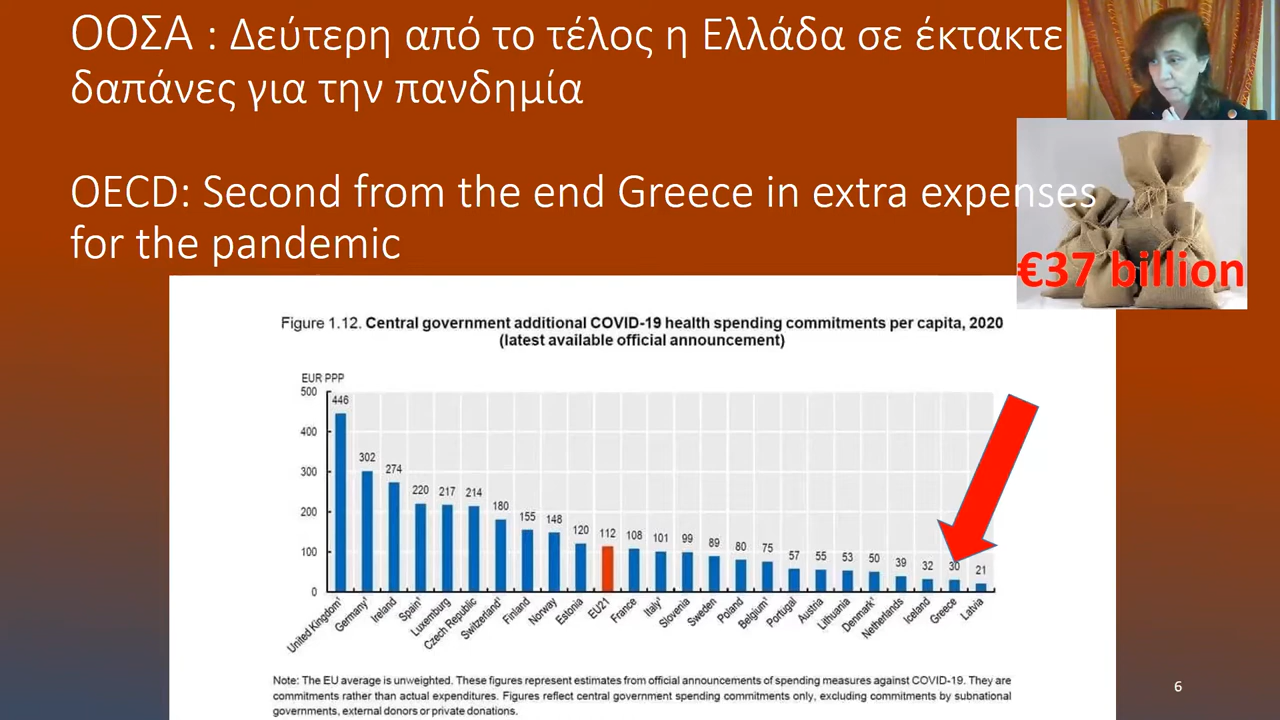 ΟΟΣΑ : Δεύτερη από το τέλος η Ελλάδα σε έκτακτε
δαπάνες για την πανδημία
OECD: Second from the end Greece in extra expenses
for the pandemic
€37 billion
Figure 1.12. Central government additional COVID-19 health spending commitments per capita, 2020
(latest available official announcement)
EUR PPP
500
400
300
200
100
0
446
302
274
220
217
214
180
155
148
120
112
108
101
99
89
80
75
57
55
53
50
39
32
30
21
United Kingdom¹
Germany¹
Ireland
Spain¹
Luxemburg
Czech Republic
Switzerland¹
Finland
Norway
Estonia
EU21
France
Italy¹
Slovenia
Sweden
Poland
Belgium¹
Portugal
Austria
Lithuania
Denmark¹
Netherlands
Iceland
Greece
Latvia
Note: The EU average is unweighted. These figures represent estimates from official announcements of spending measures against COVID-19. They are
commitments rather than actual expenditures. Figures reflect central government spending commitments only, excluding commitments by subnational
governments, external donors or private donations.
6